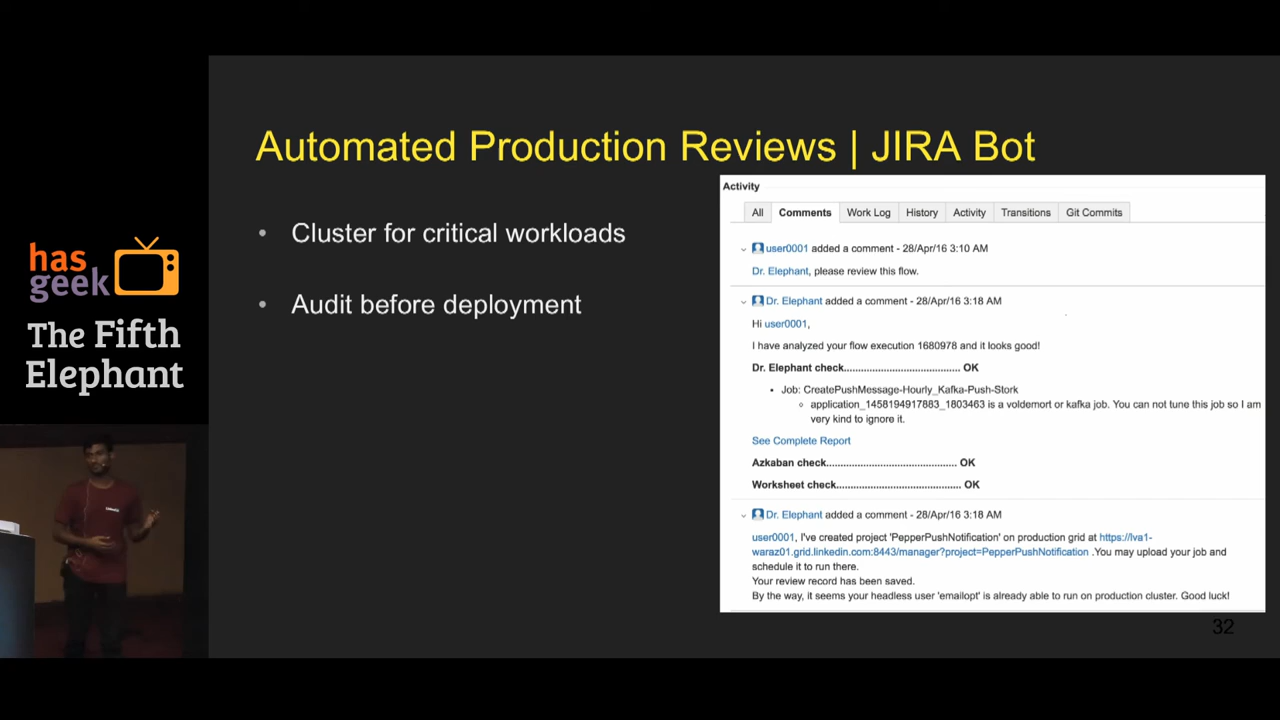 Automated Production Reviews | JIRA Bot
• Cluster for critical workloads
• Audit before deployment
has
geek
The Fifth
Elephant
Activity
All Comments Work Log History Activity Transitions Git Commits
user0001 added a comment - 28/Apr/16 3:10 AM
Dr. Elephant, please review this flow.
Dr. Elephant added a comment - 28/Apr/16 3:18 AM
Hi user0001,
I have analyzed your flow execution 1680978 and it looks good!
Dr. Elephant check........................................ OK
• Job: CreatePushMessage-Hourly_Kafka-Push-Stork
○ application_1458194917883_1803463 is a voldemort or kafka job. You can not tune this job so I am
very kind to ignore it.
See Complete Report
Azkaban check............................................. OK
Worksheet check.......................................... OK
Dr. Elephant added a comment - 28/Apr/16 3:18 AM
user0001, I've created project 'PepperPushNotification' on production grid at https://lva1-
waraz01.grid.linkedin.com:8443/manager?project=PepperPushNotification .You may upload your job and
schedule it to run there.
Your review record has been saved.
By the way, it seems your headless user 'emailopt' is already able to run on production cluster. Good luck!
32